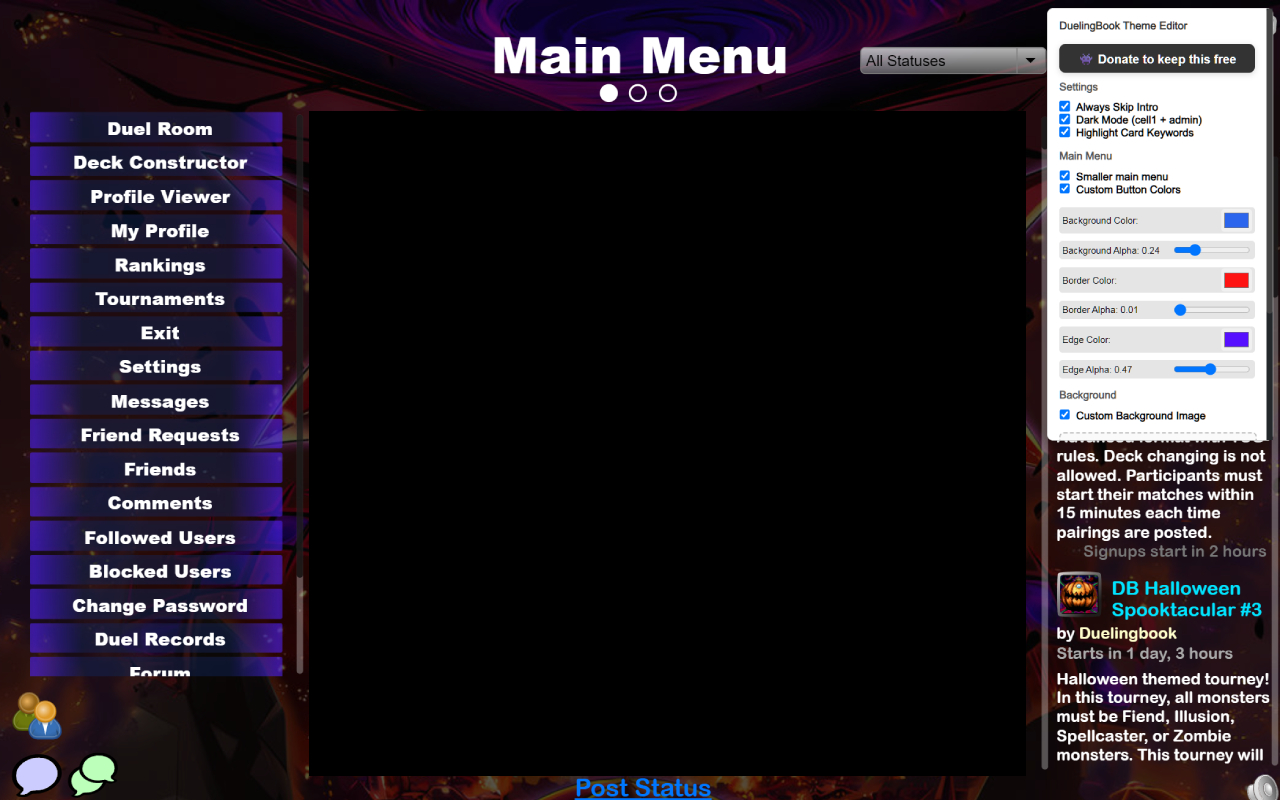 Main Menu
All Statuses
Duel Room
Deck Constructor
Profile Viewer
My Profile
Rankings
Tournaments
Exit
Settings
Messages
Friend Requests
Friends
Comments
Followed Users
Blocked Users
Change Password
Duel Records
Forum
Post Status
DuelingBook Theme Editor
Donate to keep this free
Settings
Always Skip Intro
Dark Mode (cell1 + admin)
Highlight Card Keywords
Main Menu
Smaller main menu
Custom Button Colors
Background Color:
Background Alpha: 0.24
Border Color:
Border Alpha: 0.01
Edge Color:
Edge Alpha: 0.47
Background
Custom Background Image
rules. Deck changing is not
allowed. Participants must
start their matches within
15 minutes each time
pairings are posted.
Signups start in 2 hours
DB Halloween
Spooktacular #3
by Duelingbook
Starts in 1 day, 3 hours
Halloween themed tourney!
In this tourney, all monsters
must be Fiend, Illusion,
Spellcaster, or Zombie
monsters. This tourney will